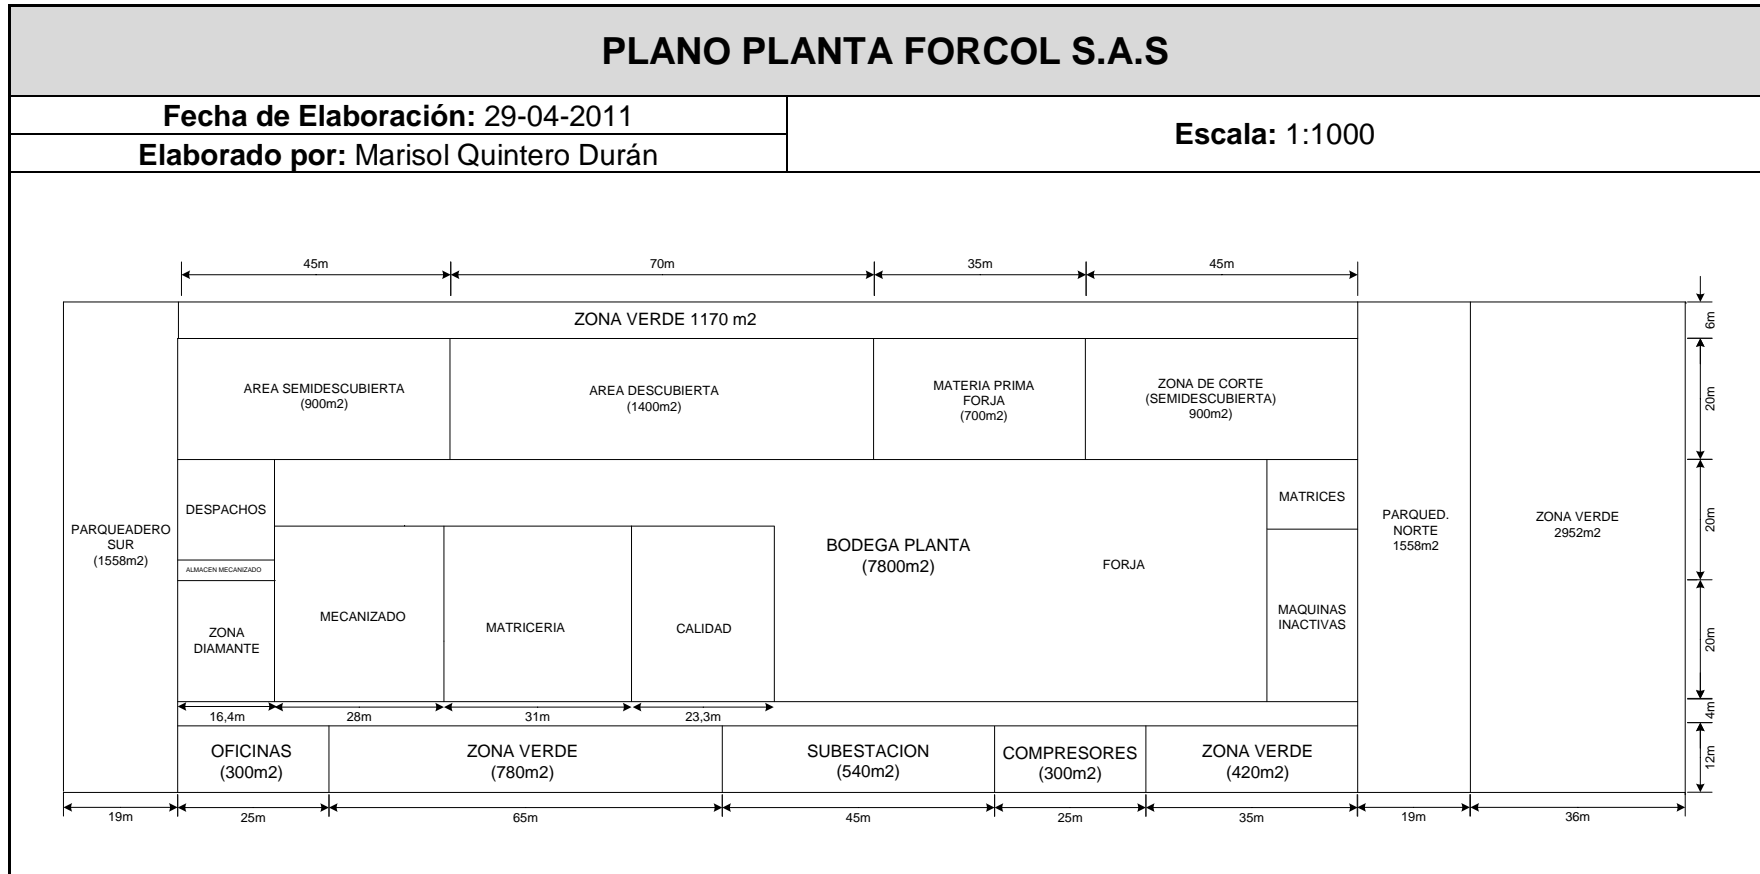 PLANO PLANTA FORCOL S.A.S
Fecha de Elaboración: 29-04-2011
Elaborado por: Marisol Quintero Durán
Escala: 1:1000
45m
70m
35m
45m
ZONA VERDE 1170 m2
6m
AREA SEMIDESCUBIERTA
(900m2)
AREA DESCUBIERTA
(1400m2)
MATERIA PRIMA
FORJA
(700m2)
ZONA DE CORTE
(SEMIDESCUBIERTA)
900m2)
20m
PARQUEADERO
SUR
(1558m2)
DESPACHOS
ALMACEN MECANIZADO
ZONA
DIAMANTE
MECANIZADO
MATRICERIA
CALIDAD
BODEGA PLANTA
(7800m2)
FORJA
MATRICES
MAQUINAS
INACTIVAS
PARQUED.
NORTE
1558m2
ZONA VERDE
2952m2
20m
20m
16,4m
28m
31m
23,3m
4m
OFICINAS
(300m2)
ZONA VERDE
(780m2)
SUBESTACION
(540m2)
COMPRESORES
(300m2)
ZONA VERDE
(420m2)
12m
19m
25m
65m
45m
25m
35m
19m
36m